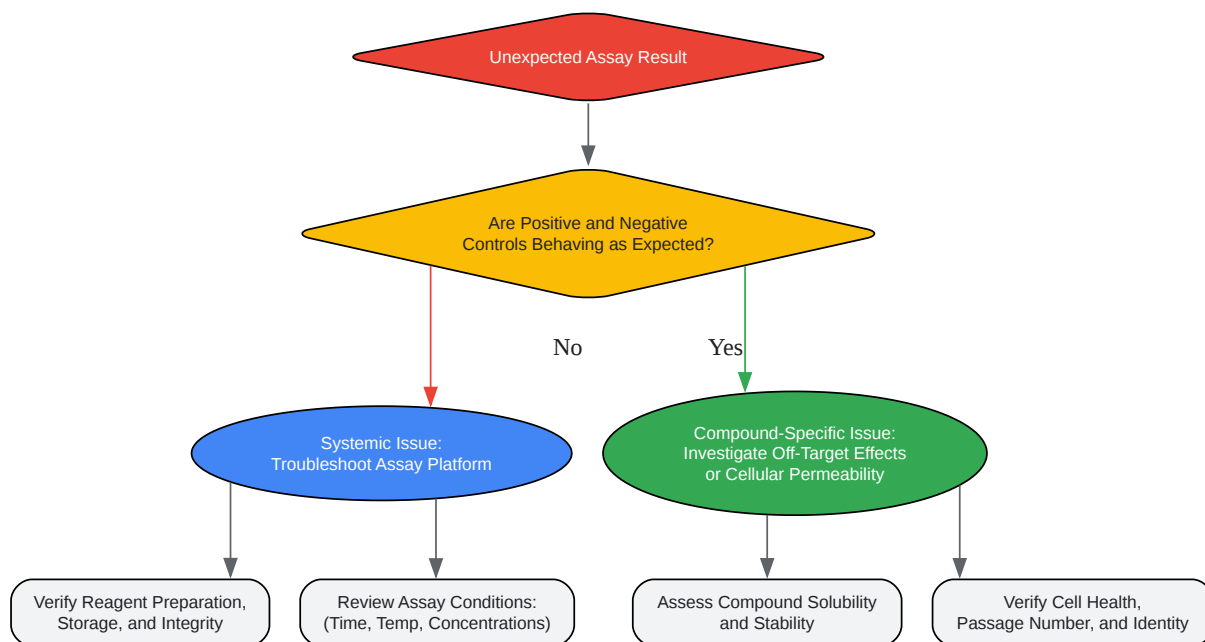 Unexpected Assay Result
Are Positive and Negative
Controls Behaving as Expected?
No
Yes
Systemic Issue:
Troubleshoot Assay Platform
Compound-Specific Issue:
Investigate Off-Target Effects
or Cellular Permeability
Verify Reagent Preparation,
Storage, and Integrity
Review Assay Conditions:
(Time, Temp, Concentrations)
Assess Compound Solubility
and Stability
Verify Cell Health,
Passage Number, and Identity